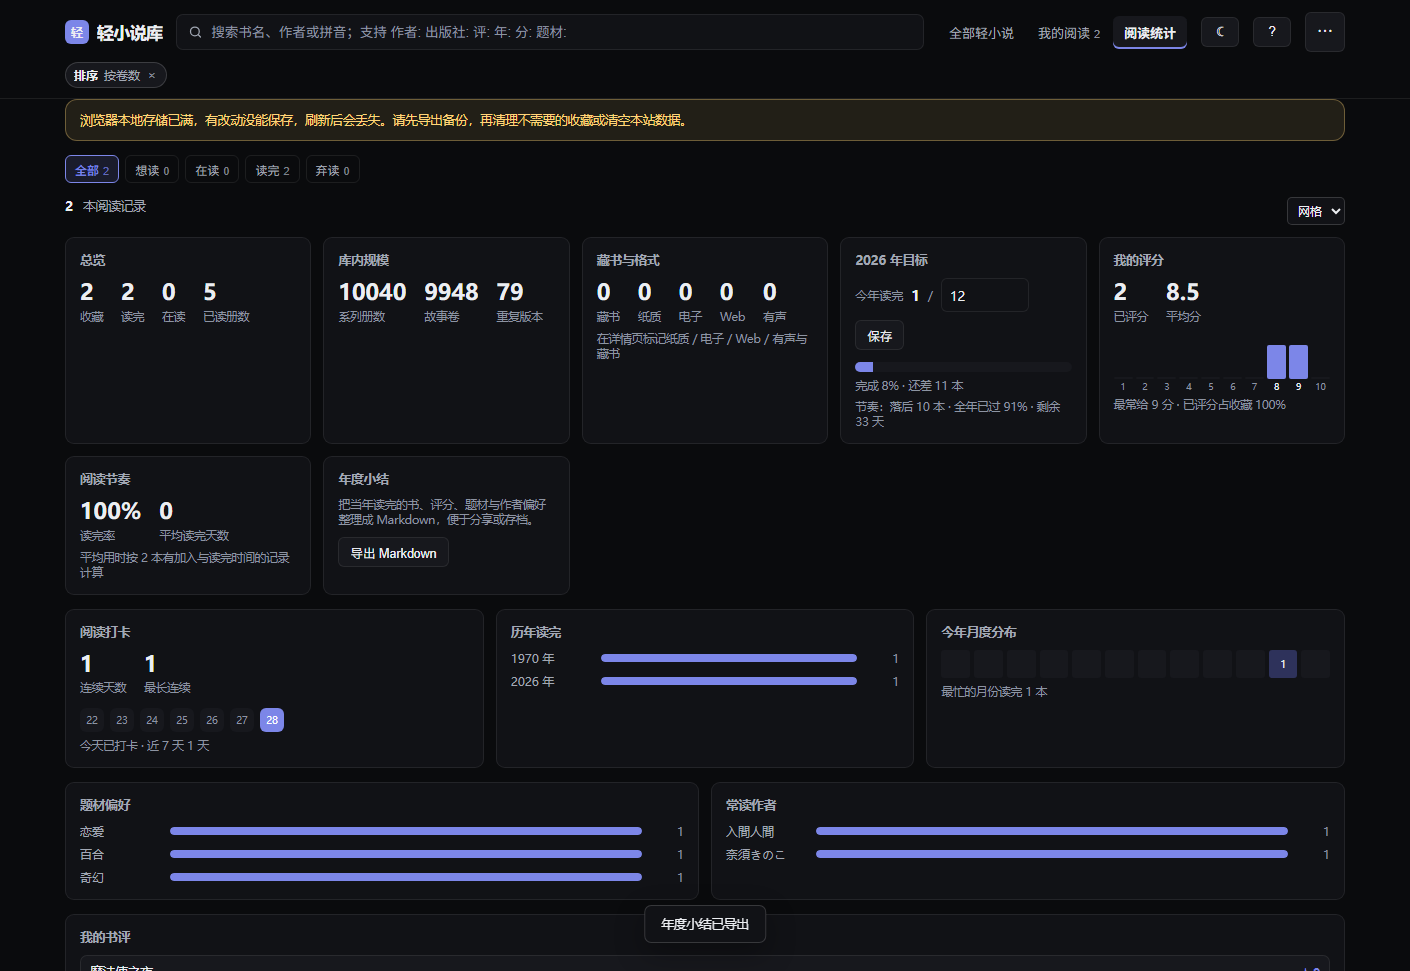 轻 轻小说库 搜索书名、作者或拼音；支持 作者: 出版社: 评: 年: 分: 题材: 全部轻小说 我的阅读 2 阅读统计 ☾ ? ···
排序 按卷数 ×
浏览器本地存储已满，有改动没能保存，刷新后会丢失。请先导出备份，再清理不需要的收藏或清空本站数据。
全部 2 想读 0 在读 0 读完 2 弃读 0
2 本阅读记录
网格
总览
2 2 0 5
收藏 读完 在读 已读册数
库内规模
10040 9948 79
系列册数 故事卷 重复版本
藏书与格式
0 0 0 0 0
藏书 纸质 电子 Web 有声
在详情页标记纸质 / 电子 / Web / 有声与
藏书
2026 年目标
今年读完 1 / 12
保存
完成 8% · 还差 11 本
节奏：落后 10 本 · 全年已过 91% · 剩余
33 天
我的评分
2 8.5
已评分 平均分
1 2 3 4 5 6 7 8 9 10
最常给 9 分 · 已评分占收藏 100%
阅读节奏
100% 0
读完率 平均读完天数
平均用时按 2 本有加入与读完时间的记录
计算
年度小结
把当年读完的书、评分、题材与作者偏好
整理成 Markdown，便于分享或存档。
导出 Markdown
阅读打卡
1 1
连续天数 最长连续
22 23 24 25 26 27 28
今天已打卡 · 近 7 天 1 天
历年读完
1970 年 1
2026 年 1
今年月度分布
1
最忙的月份读完 1 本
题材偏好
恋爱 1
百合 1
奇幻 1
常读作者
入間人間 1
奈須きのこ 1
年度小结已导出
我的书评